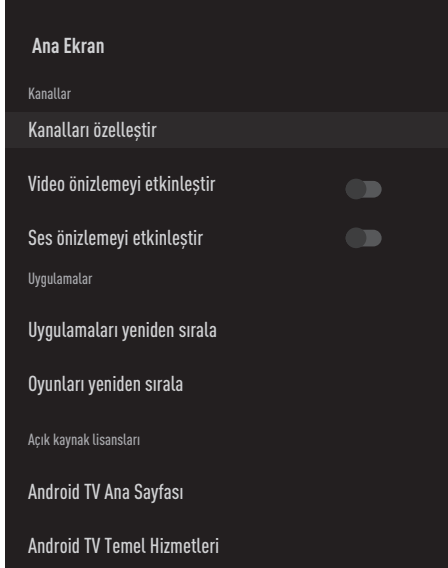 Ana Ekran
Kanallar
Kanalları özelleştir
Video önizlemeyi etkinleştir
Ses önizlemeyi etkinleştir
Uygulamalar
Uygulamaları yeniden sırala
Oyunları yeniden sırala
Açık kaynak lisansları
Android TV Ana Sayfası
Android TV Temel Hizmetleri